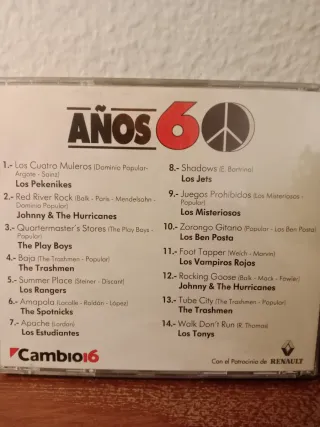 AÑOS 60
1.- Los Cuatro Muleros (Dominio Popular-
Argote - Sainz)
Los Pekenikes
2.- Red River Rock (Balk - Paris - Mendelsohn -
Dominio Popular)
Johnny & The Hurricanes
3.- Quartermaster's Stores (The Play Boys -
Popular)
The Play Boys
4.- Baja (The Trashmen - Popular)
The Trashmen
5.- Summer Place (Steiner - Discant)
Los Rangers
6.- Amapola (Lacalle - Roldán - López)
The Spotnicks
7.- Apache (Lordan)
Los Estudiantes
8.- Shadows (E. Bartrina)
Los Jets
9.- Juegos Prohibidos (Los Misteriosos -
Popular)
Los Misteriosos
10.- Zorongo Gitano (Popular - Los Ben Posta)
Los Ben Posta
11.- Foot Tapper (Welch - Marvin)
Los Vampiros Rojos
12.- Rocking Goose (Balk - Mack - Fowler)
Johnny & The Hurricanes
13.- Tube City (The Trashmen - Popular)
The Trashmen
14.- Walk Don't Run (R. Thomas)
Los Tonys
Cambio16
Con el Patrocinio de RENAULT